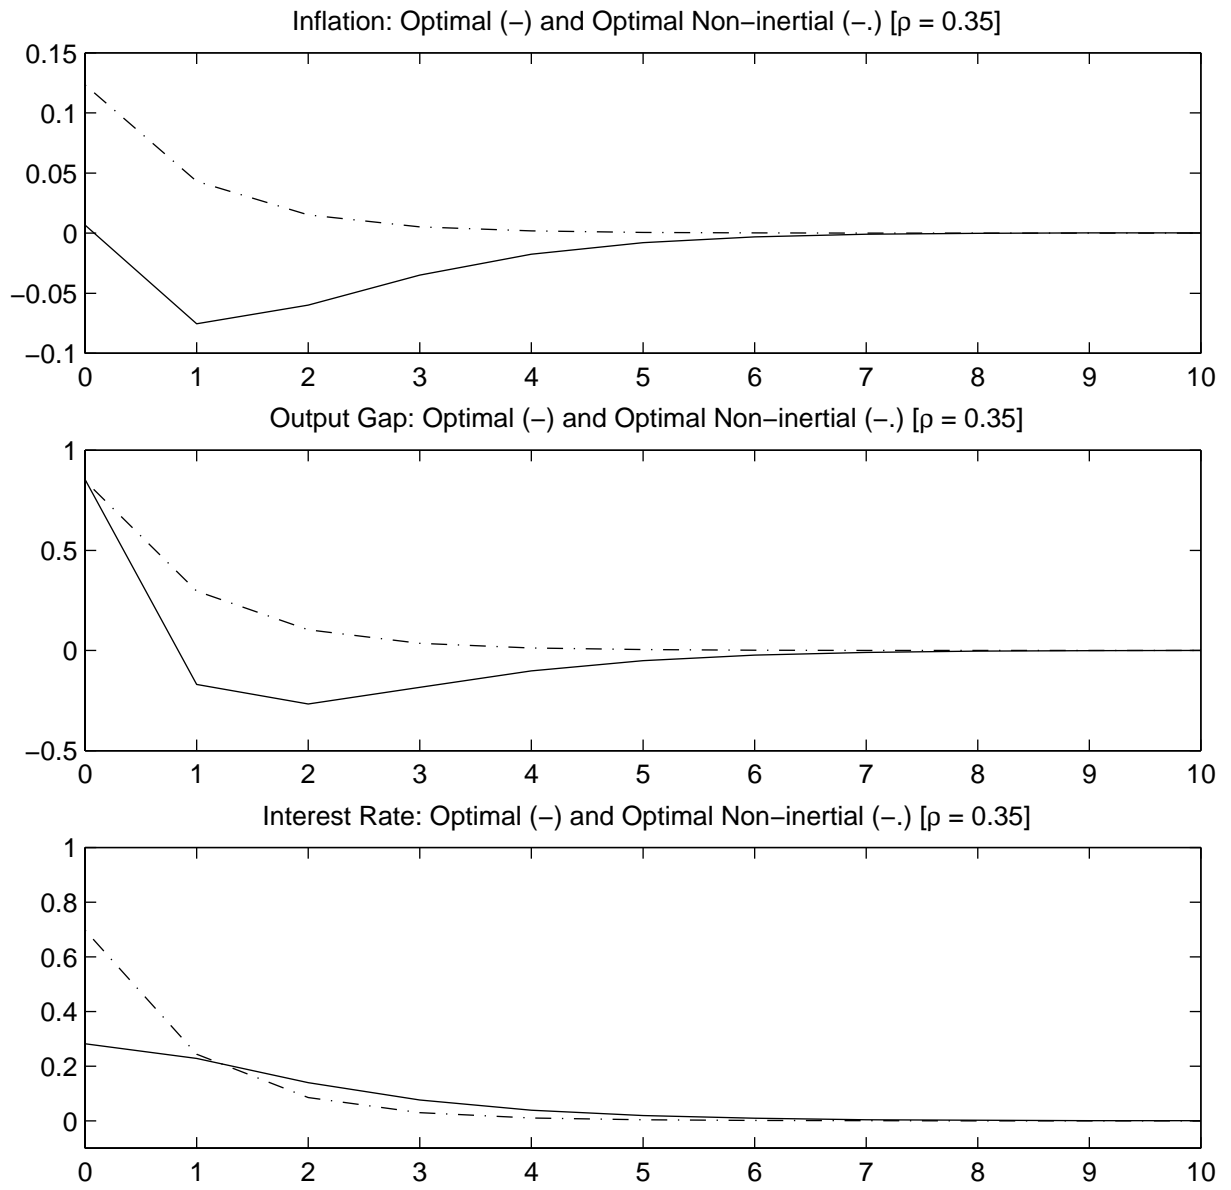 Inflation: Optimal (−) and Optimal Non−inertial (−.) [ρ = 0.35]
0.15
0.1
0.05
0
−0.05
−0.1
0 1 2 3 4 5 6 7 8 9 10
Output Gap: Optimal (−) and Optimal Non−inertial (−.) [ρ = 0.35]
1
0.5
0
−0.5
0 1 2 3 4 5 6 7 8 9 10
Interest Rate: Optimal (−) and Optimal Non−inertial (−.) [ρ = 0.35]
1
0.8
0.6
0.4
0.2
0
0 1 2 3 4 5 6 7 8 9 10